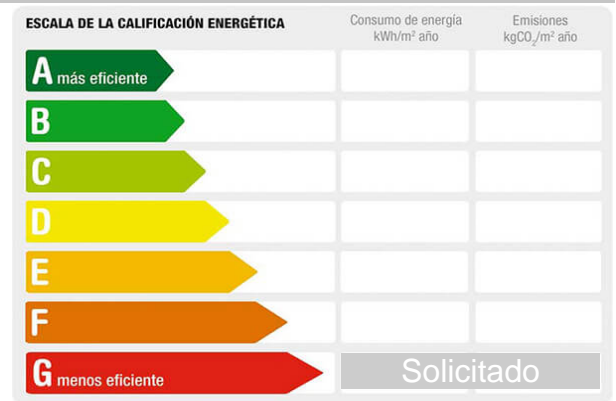 ESCALA DE LA CALIFICACIÓN ENERGÉTICA
Consumo de energía
kWh/m² año
Emisiones
kgCO₂/m² año
A más eficiente
B
C
D
E
F
G menos eficiente
Solicitado